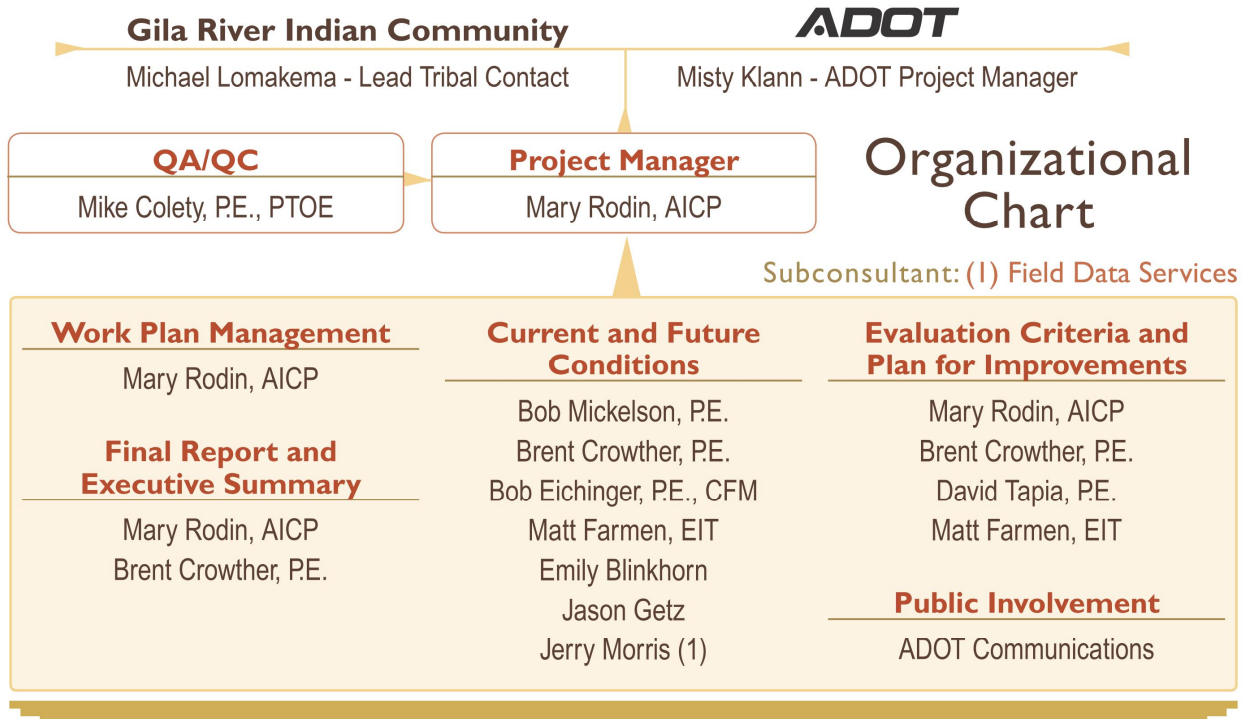 Gila River Indian Community
Michael Lomakema - Lead Tribal Contact
ADOT
Misty Klann - ADOT Project Manager
QA/QC
Mike Colety, P.E., PTOE
Project Manager
Mary Rodin, AICP
Organizational
Chart
Subconsultant: (1) Field Data Services
Work Plan Management
Mary Rodin, AICP
Final Report and
Executive Summary
Mary Rodin, AICP
Brent Crowther, P.E.
Current and Future
Conditions
Bob Mickelson, P.E.
Brent Crowther, P.E.
Bob Eichinger, P.E., CFM
Matt Farmen, EIT
Emily Blinkhorn
Jason Getz
Jerry Morris (1)
Evaluation Criteria and
Plan for Improvements
Mary Rodin, AICP
Brent Crowther, P.E.
David Tapia, P.E.
Matt Farmen, EIT
Public Involvement
ADOT Communications